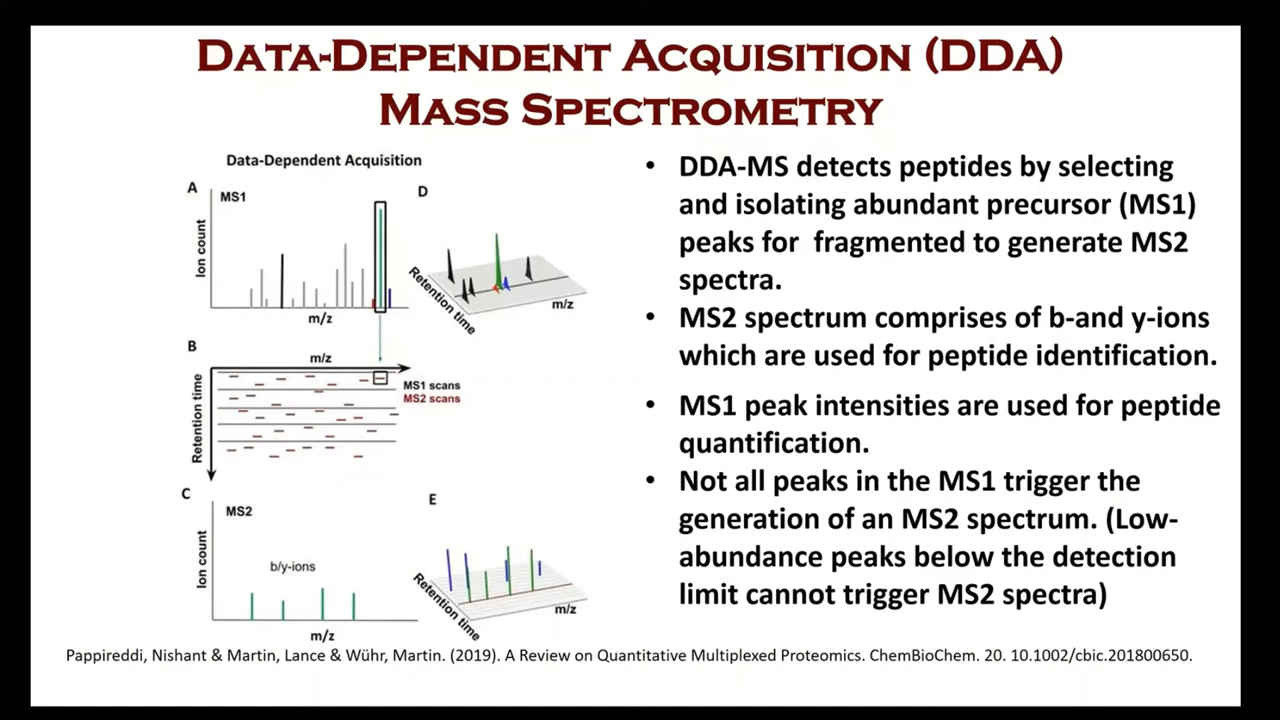 DATA-DEPENDENT ACQUISITION (DDA)
MASS SPECTROMETRY
Data-Dependent Acquisition
A
MS1
Ion count
m/z
D
Retention time
m/z
B
m/z
Retention time
MS1 scans
MS2 scans
C
MS2
Ion count
b/y-ions
m/z
E
Retention time
m/z
• DDA-MS detects peptides by selecting
and isolating abundant precursor (MS1)
peaks for fragmented to generate MS2
spectra.
• MS2 spectrum comprises of b-and y-ions
which are used for peptide identification.
• MS1 peak intensities are used for peptide
quantification.
• Not all peaks in the MS1 trigger the
generation of an MS2 spectrum. (Low-
abundance peaks below the detection
limit cannot trigger MS2 spectra)
Pappireddi, Nishant & Martin, Lance & Wühr, Martin. (2019). A Review on Quantitative Multiplexed Proteomics. ChemBioChem. 20. 10.1002/cbic.201800650.